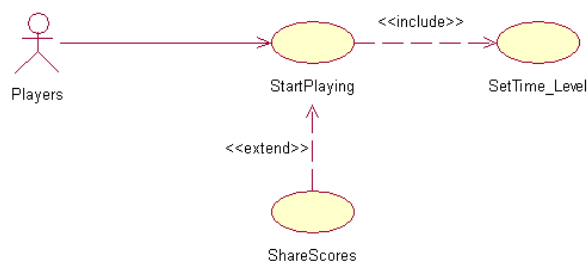 <<include>>
Players
StartPlaying
SetTime_Level
<<extend>>
ShareScores